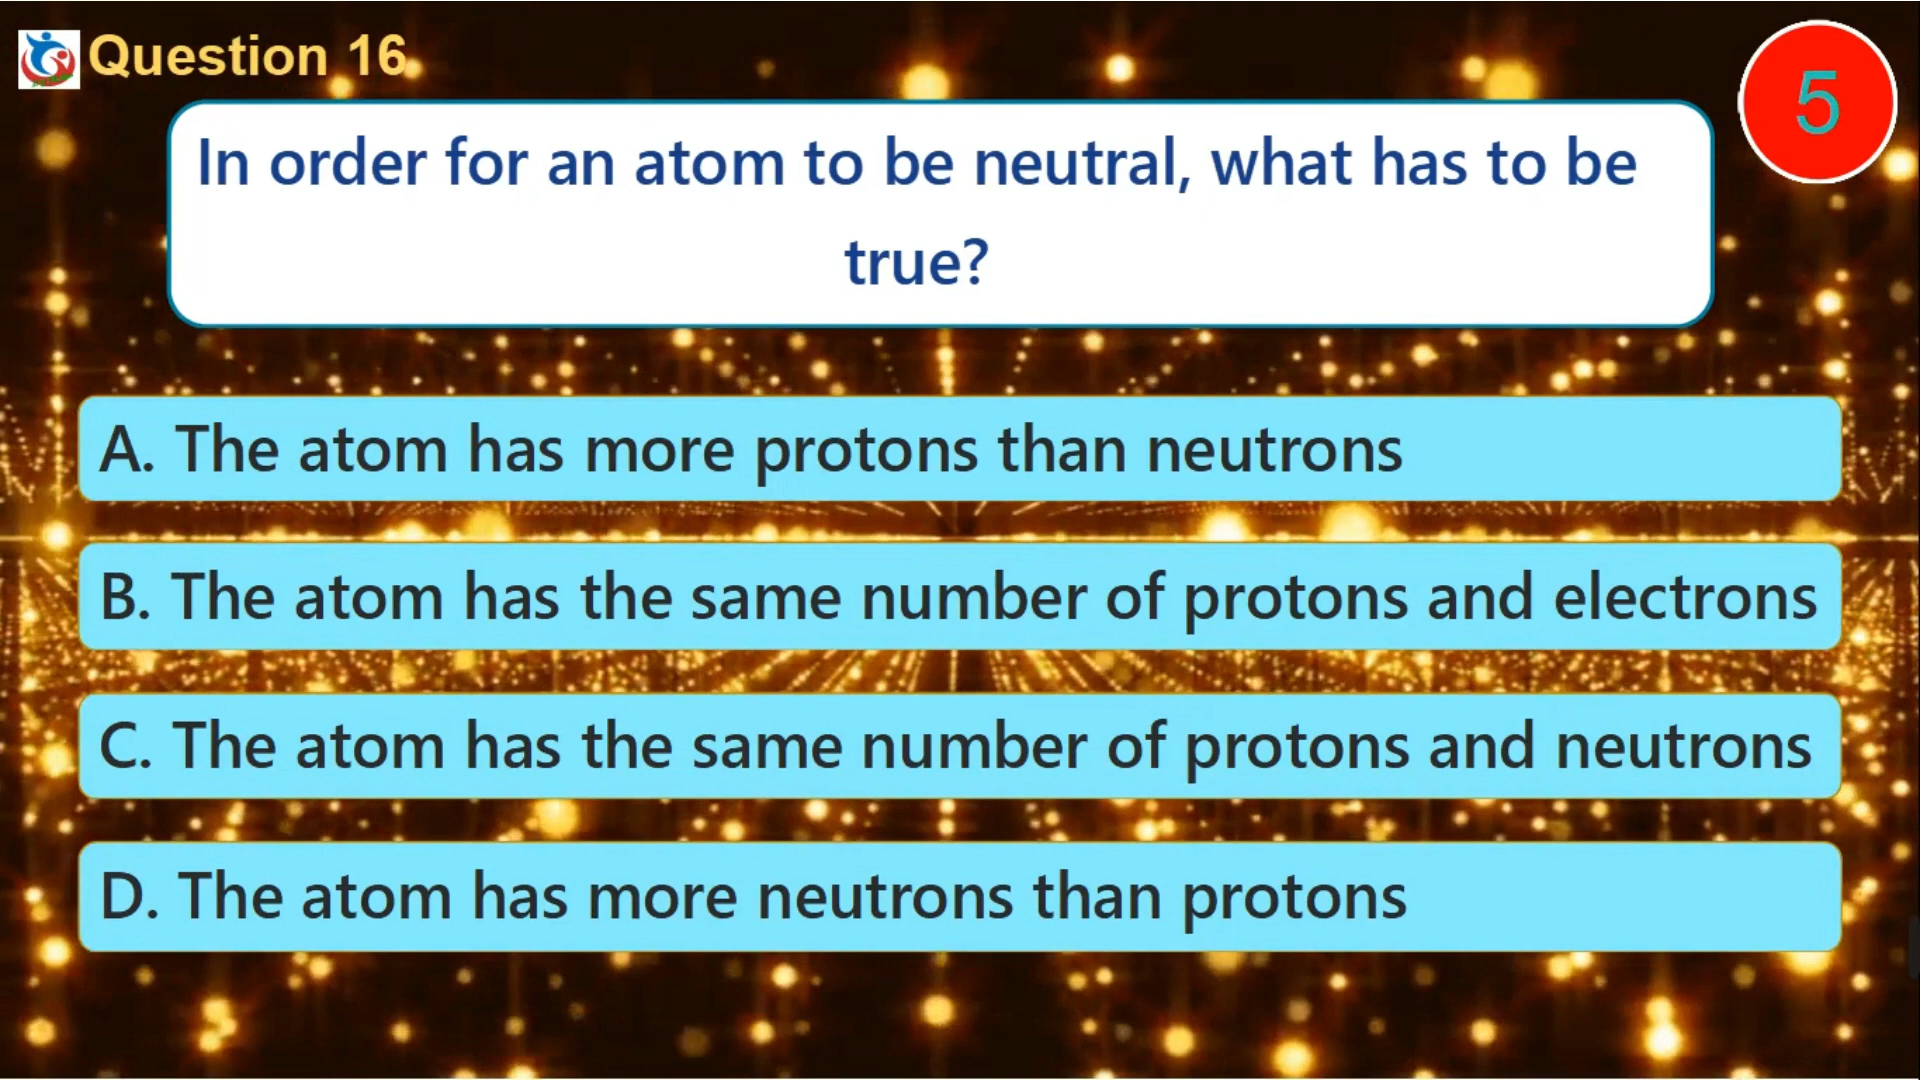 Question 16
5
In order for an atom to be neutral, what has to be
true?
A. The atom has more protons than neutrons
B. The atom has the same number of protons and electrons
C. The atom has the same number of protons and neutrons
D. The atom has more neutrons than protons